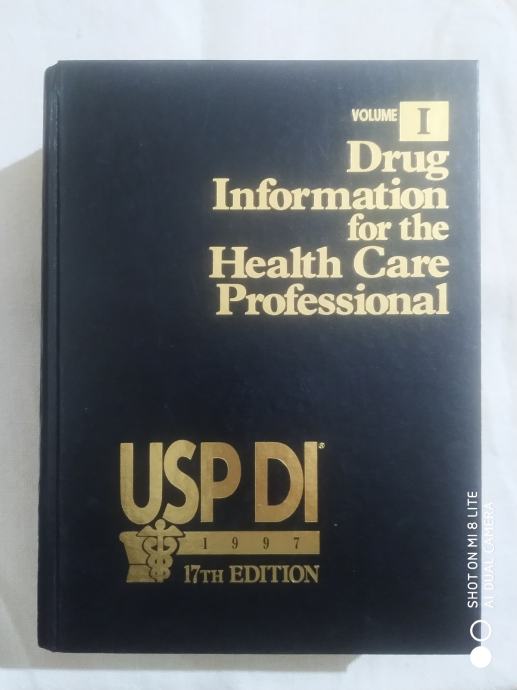 VOLUME I
Drug
Information
for the
Health Care
Professional
USP DI®
1997
17TH EDITION
SHOT ON MI 8 LITE
AI DUAL CAMERA